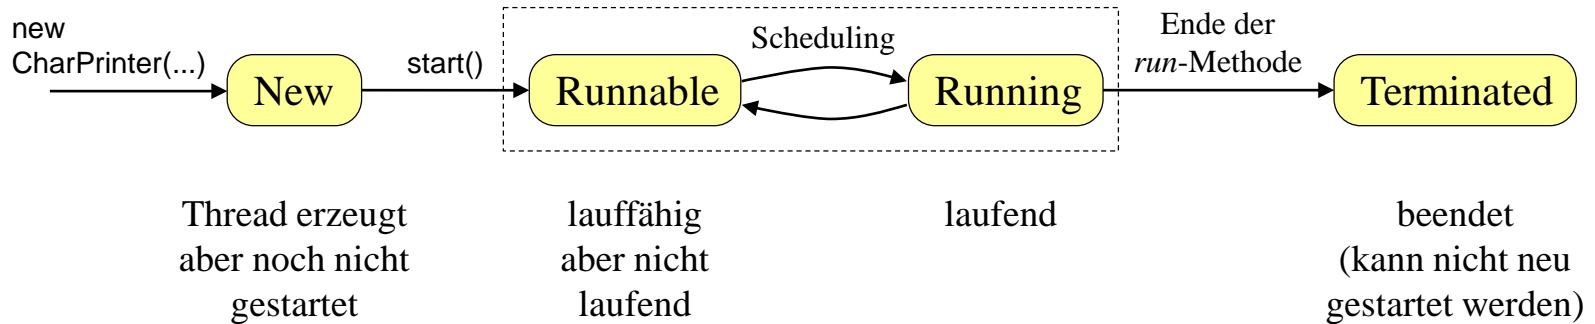 new
CharPrinter(...)
New
start()
Runnable
Scheduling
Running
Ende der
run-Methode
Terminated
Thread erzeugt
aber noch nicht
gestartet
lauffähig
aber nicht
laufend
laufend
beendet
(kann nicht neu
gestartet werden)